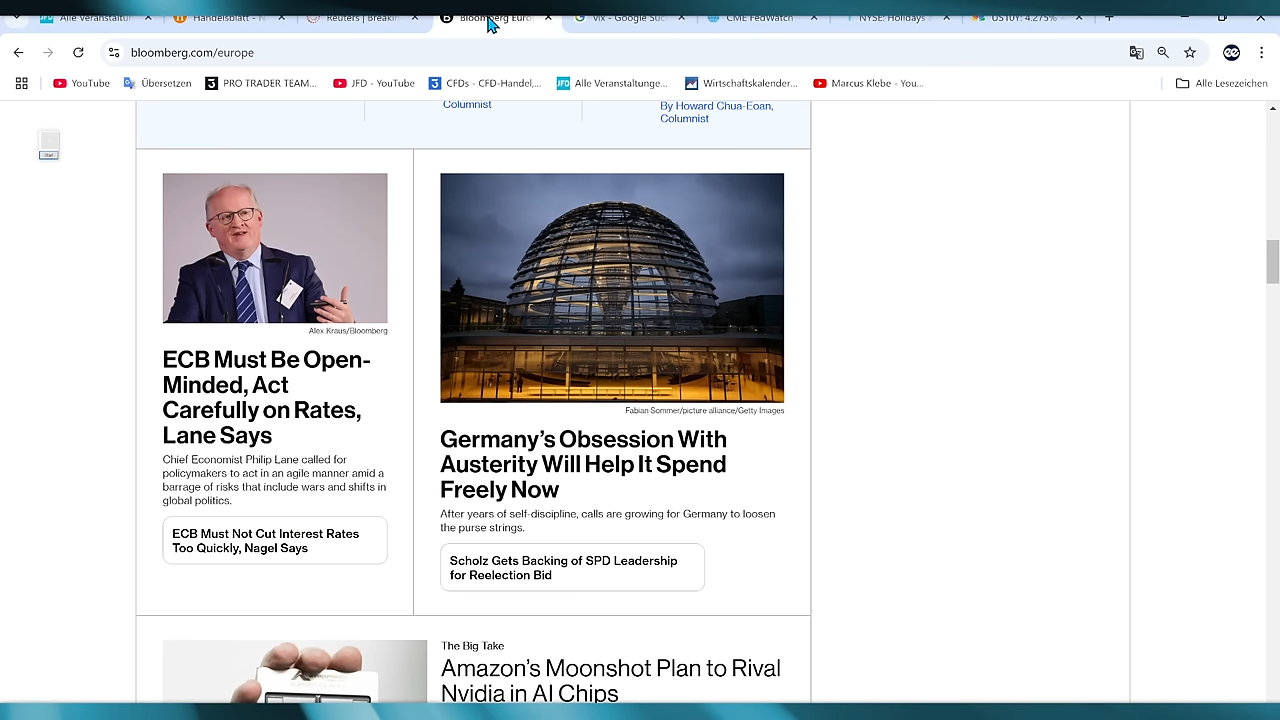 Alle Veranstaltu
Handelsblatt - N
Reuters | Breakin
Bloomberg Euro
vix - Google Suc
CME FedWatch
NYSE: Holidays
US10Y: 4.275%
bloomberg.com/europe
YouTube
Übersetzen
PRO TRADER TEAM...
JFD - YouTube
CFDs - CFD-Handel,...
Alle Veranstaltunge...
Wirtschaftskalender...
Marcus Klebe - You...
Alle Lesezeichen
Columnist
By Howard Chua-Eoan,
Columnist
Alex Kraus/Bloomberg
ECB Must Be Open-
Minded, Act
Carefully on Rates,
Lane Says
Chief Economist Philip Lane called for
policymakers to act in an agile manner amid a
barrage of risks that include wars and shifts in
global politics.
ECB Must Not Cut Interest Rates
Too Quickly, Nagel Says
Fabian Sommer/picture alliance/Getty Images
Germany's Obsession With
Austerity Will Help It Spend
Freely Now
After years of self-discipline, calls are growing for Germany to loosen
the purse strings.
Scholz Gets Backing of SPD Leadership
for Reelection Bid
The Big Take
Amazon's Moonshot Plan to Rival
Nvidia in AI Chips